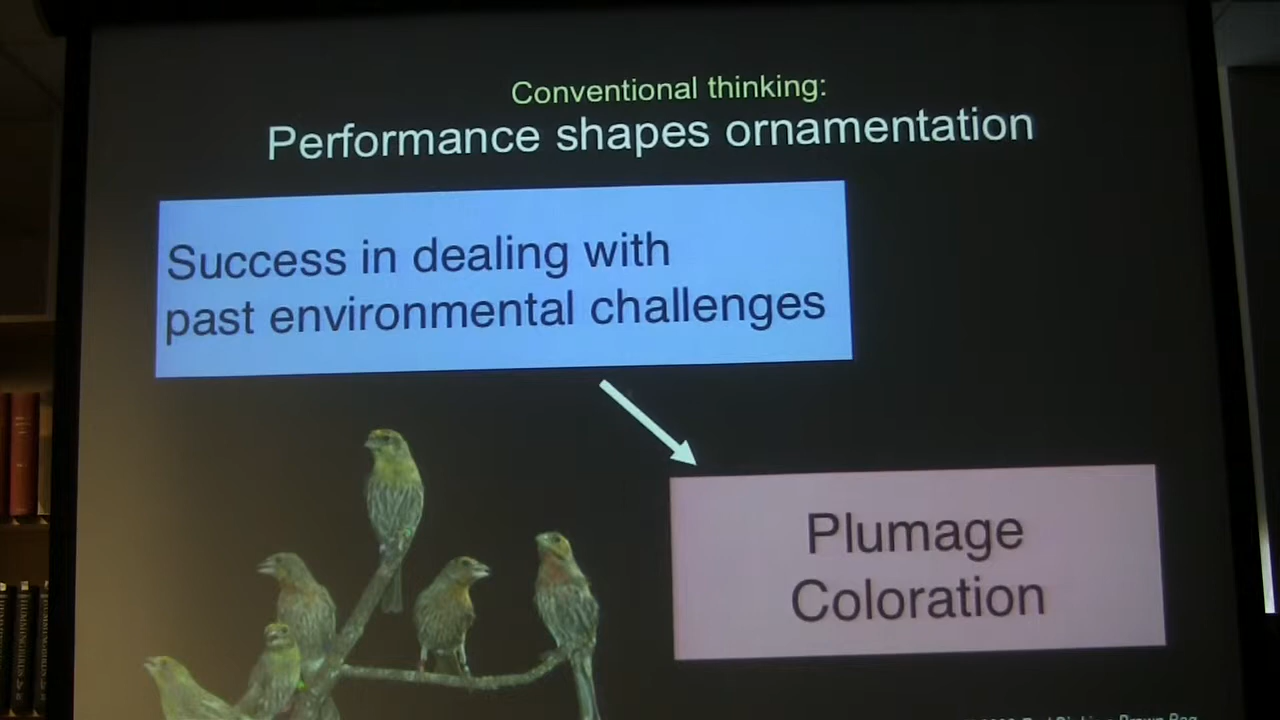 Conventional thinking:
Performance shapes ornamentation
Success in dealing with
past environmental challenges
Plumage
Coloration